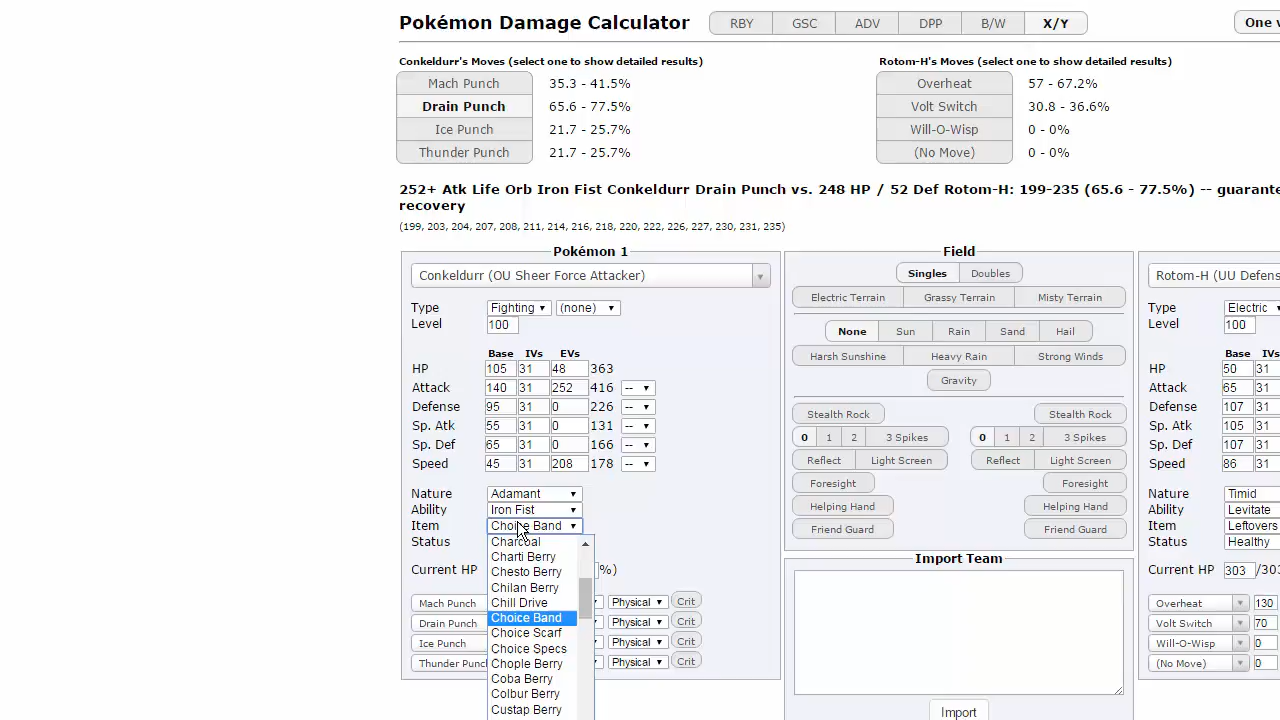 Pokémon Damage Calculator RBY GSC ADV DPP B/W X/Y One v
Conkeldurr's Moves (select one to show detailed results) Rotom-H's Moves (select one to show detailed results)
Mach Punch 35.3 - 41.5% Overheat 57 - 67.2%
Drain Punch 65.6 - 77.5% Volt Switch 30.8 - 36.6%
Ice Punch 21.7 - 25.7% Will-O-Wisp 0 - 0%
Thunder Punch 21.7 - 25.7% (No Move) 0 - 0%
252+ Atk Life Orb Iron Fist Conkeldurr Drain Punch vs. 248 HP / 52 Def Rotom-H: 199-235 (65.6 - 77.5%) -- guarante
recovery
(199, 203, 204, 207, 208, 211, 214, 216, 218, 220, 222, 226, 227, 230, 231, 235)
Pokémon 1
Conkeldurr (OU Sheer Force Attacker)
Type Fighting (none)
Level 100
Base IVs EVs
HP 105 31 48 363
Attack 140 31 252 416 --
Defense 95 31 0 226 --
Sp. Atk 55 31 0 131 --
Sp. Def 65 31 0 166 --
Speed 45 31 208 178 --
Nature Adamant
Ability Iron Fist
Item Choice Band
Status
Charcoal
Charti Berry
Chesto Berry
Chilan Berry
Chill Drive
Choice Band
Choice Scarf
Choice Specs
Chople Berry
Coba Berry
Colbur Berry
Custap Berry
Current HP %)
Mach Punch Physical Crit
Drain Punch Physical Crit
Ice Punch Physical Crit
Thunder Punch Physical Crit
Field
Singles Doubles
Electric Terrain Grassy Terrain Misty Terrain
None Sun Rain Sand Hail
Harsh Sunshine Heavy Rain Strong Winds
Gravity
Stealth Rock Stealth Rock
0 1 2 3 Spikes 0 1 2 3 Spikes
Reflect Light Screen Reflect Light Screen
Foresight Foresight
Helping Hand Helping Hand
Friend Guard Friend Guard
Import Team
Import
Rotom-H (UU Defens
Type Electric
Level 100
Base IVs
HP 50 31
Attack 65 31
Defense 107 31
Sp. Atk 105 31
Sp. Def 107 31
Speed 86 31
Nature Timid
Ability Levitate
Item Leftovers
Status Healthy
Current HP 303 /303
Overheat 130
Volt Switch 70
Will-O-Wisp 0
(No Move) 0